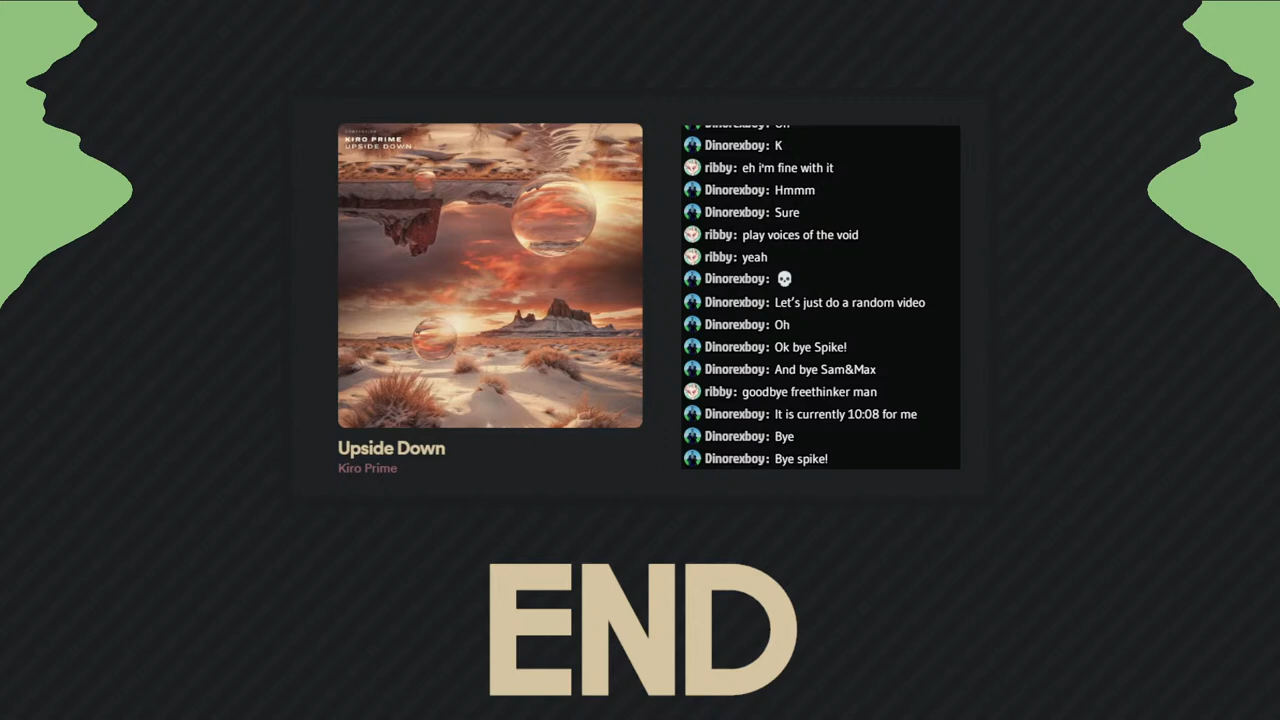 KIRO PRIME
UPSIDE DOWN
Upside Down
Kiro Prime
Dinorexboy:
Dinorexboy: K
ribby: eh i'm fine with it
Dinorexboy: Hmmm
Dinorexboy: Sure
ribby: play voices of the void
ribby: yeah
Dinorexboy: 💀
Dinorexboy: Let's just do a random video
Dinorexboy: Oh
Dinorexboy: Ok bye Spike!
Dinorexboy: And bye Sam&Max
ribby: goodbye freethinker man
Dinorexboy: It is currently 10:08 for me
Dinorexboy: Bye
Dinorexboy: Bye spike!
END